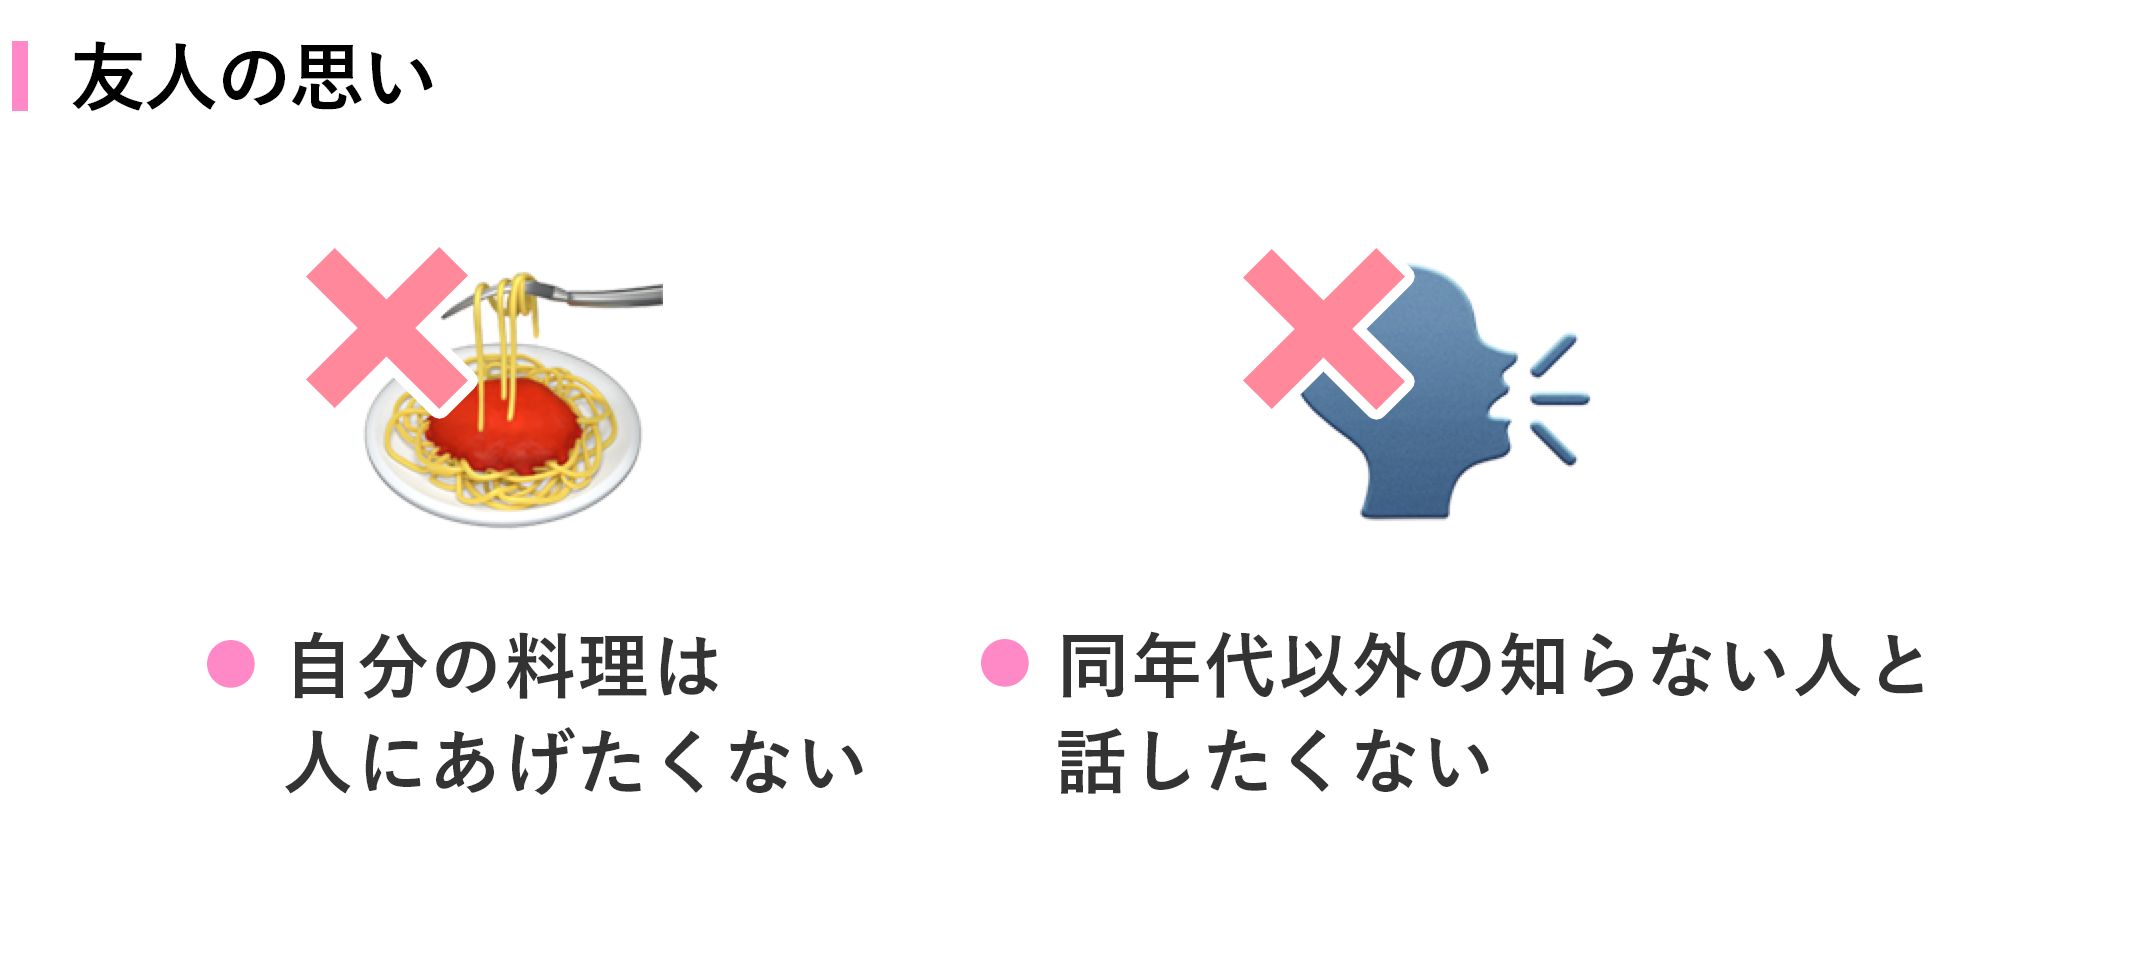 友人の思い
自分の料理は
人にあげたくない
同年代以外の知らない人と
話したくない